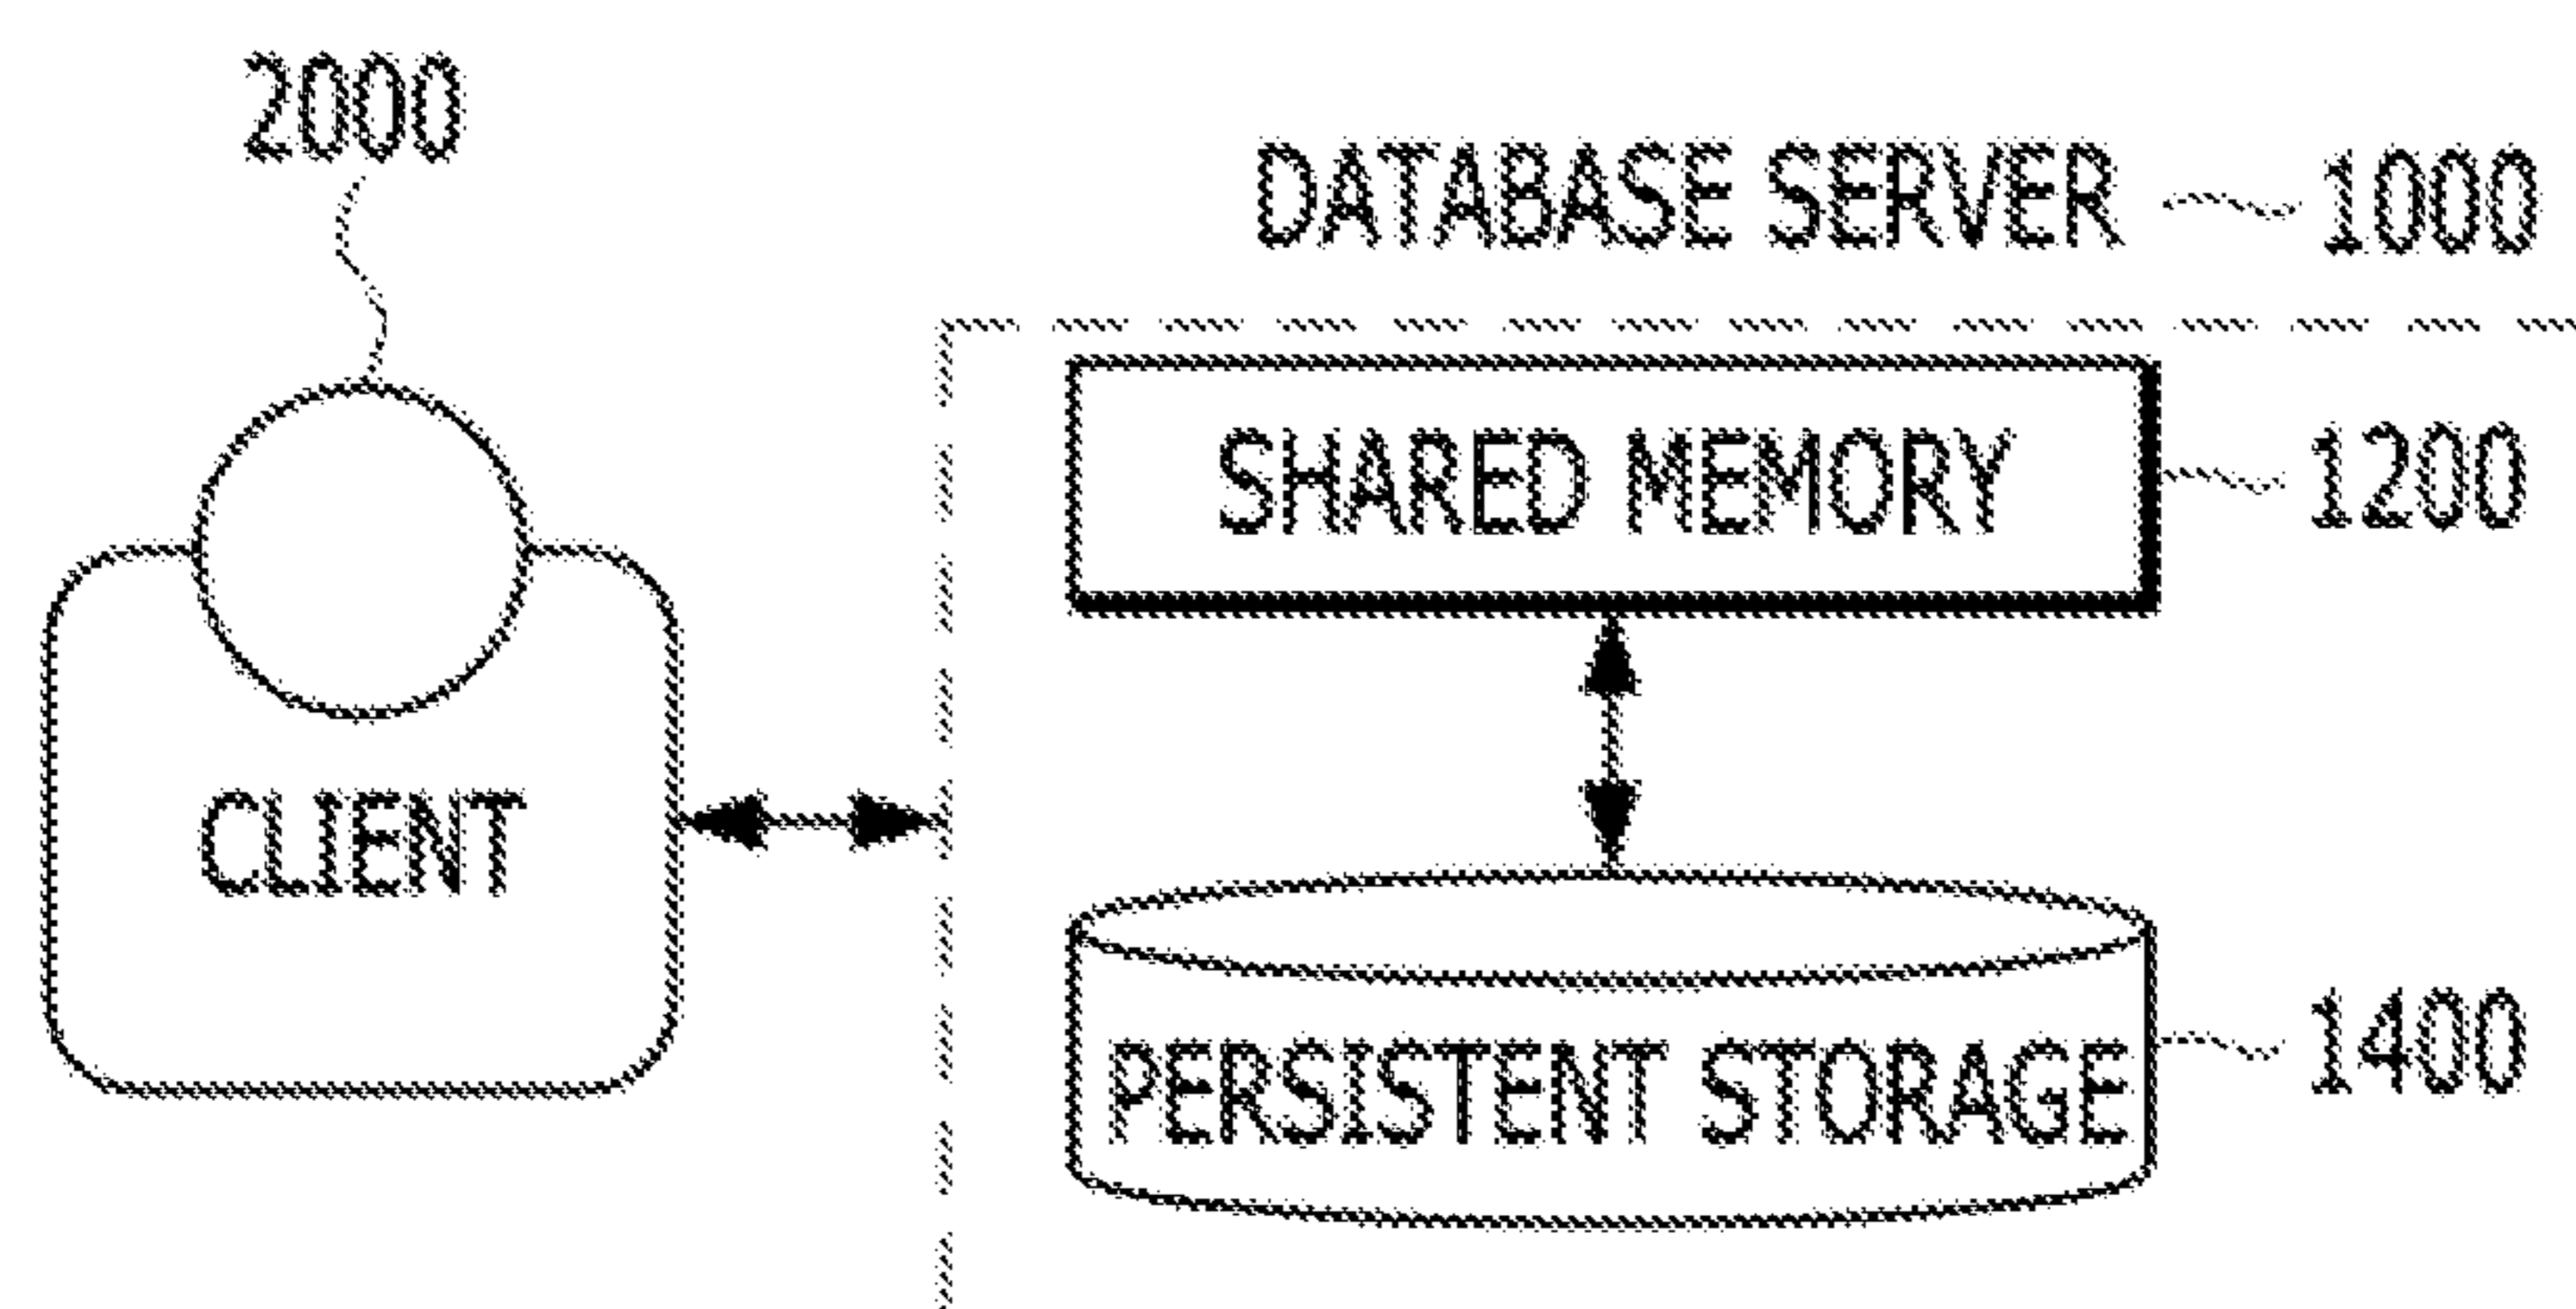 2000
DATABASE SERVER 1000
SHARED MEMORY 1200
CLIENT
PERSISTENT STORAGE 1400